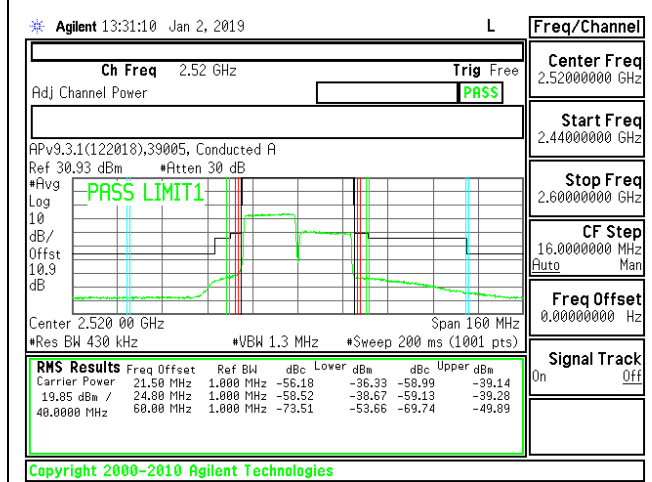 Agilent 13:31:10 Jan 2, 2019 L
Freq/Channel
Ch Freq 2.52 GHz Trig Free
Adj Channel Power PASS
Center Freq
2.52000000 GHz
Start Freq
2.44000000 GHz
Stop Freq
2.60000000 GHz
CF Step
16.0000000 MHz
Auto Man
Freq Offset
0.00000000 Hz
Signal Track
On Off
APv9.3.1(122018),39005, Conducted A
Ref 30.93 dBm #Atten 30 dB
#Avg
Log
10
dB/
Offst
10.9
dB
PASS LIMIT1
Center 2.520 00 GHz Span 160 MHz
#Res BW 430 kHz #VBW 1.3 MHz #Sweep 200 ms (1001 pts)
RMS Results Freq Offset Ref BW dBc Lower dBm dBc Upper dBm
Carrier Power 21.50 MHz 1.000 MHz -56.18 -36.33 -58.99 -39.14
19.85 dBm / 24.80 MHz 1.000 MHz -58.52 -38.67 -59.13 -39.28
40.0000 MHz 60.00 MHz 1.000 MHz -73.51 -53.66 -69.74 -49.89
Copyright 2000-2010 Agilent Technologies